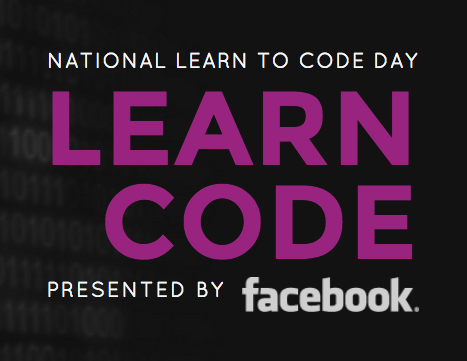 NATIONAL LEARN TO CODE DAY
LEARN
CODE
PRESENTED BY facebook.